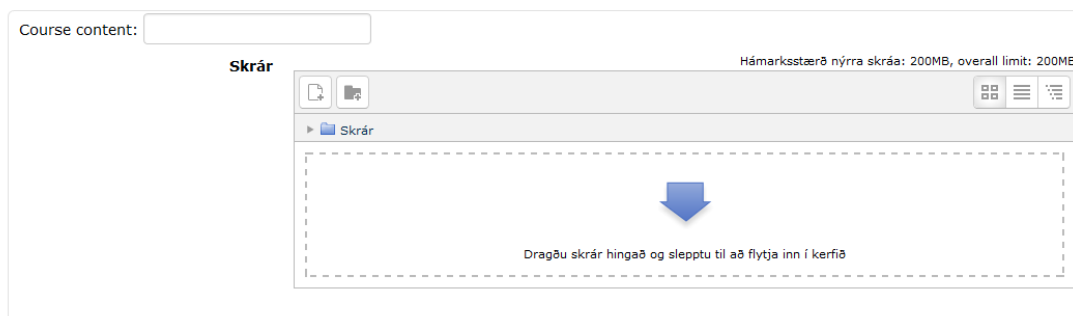 Course content:
Skrár
Hámarksstærð nýrra skráa: 200MB, overall limit: 200MB
Skrár
Dragðu skrár hingað og slepptu til að flytja inn í kerfið